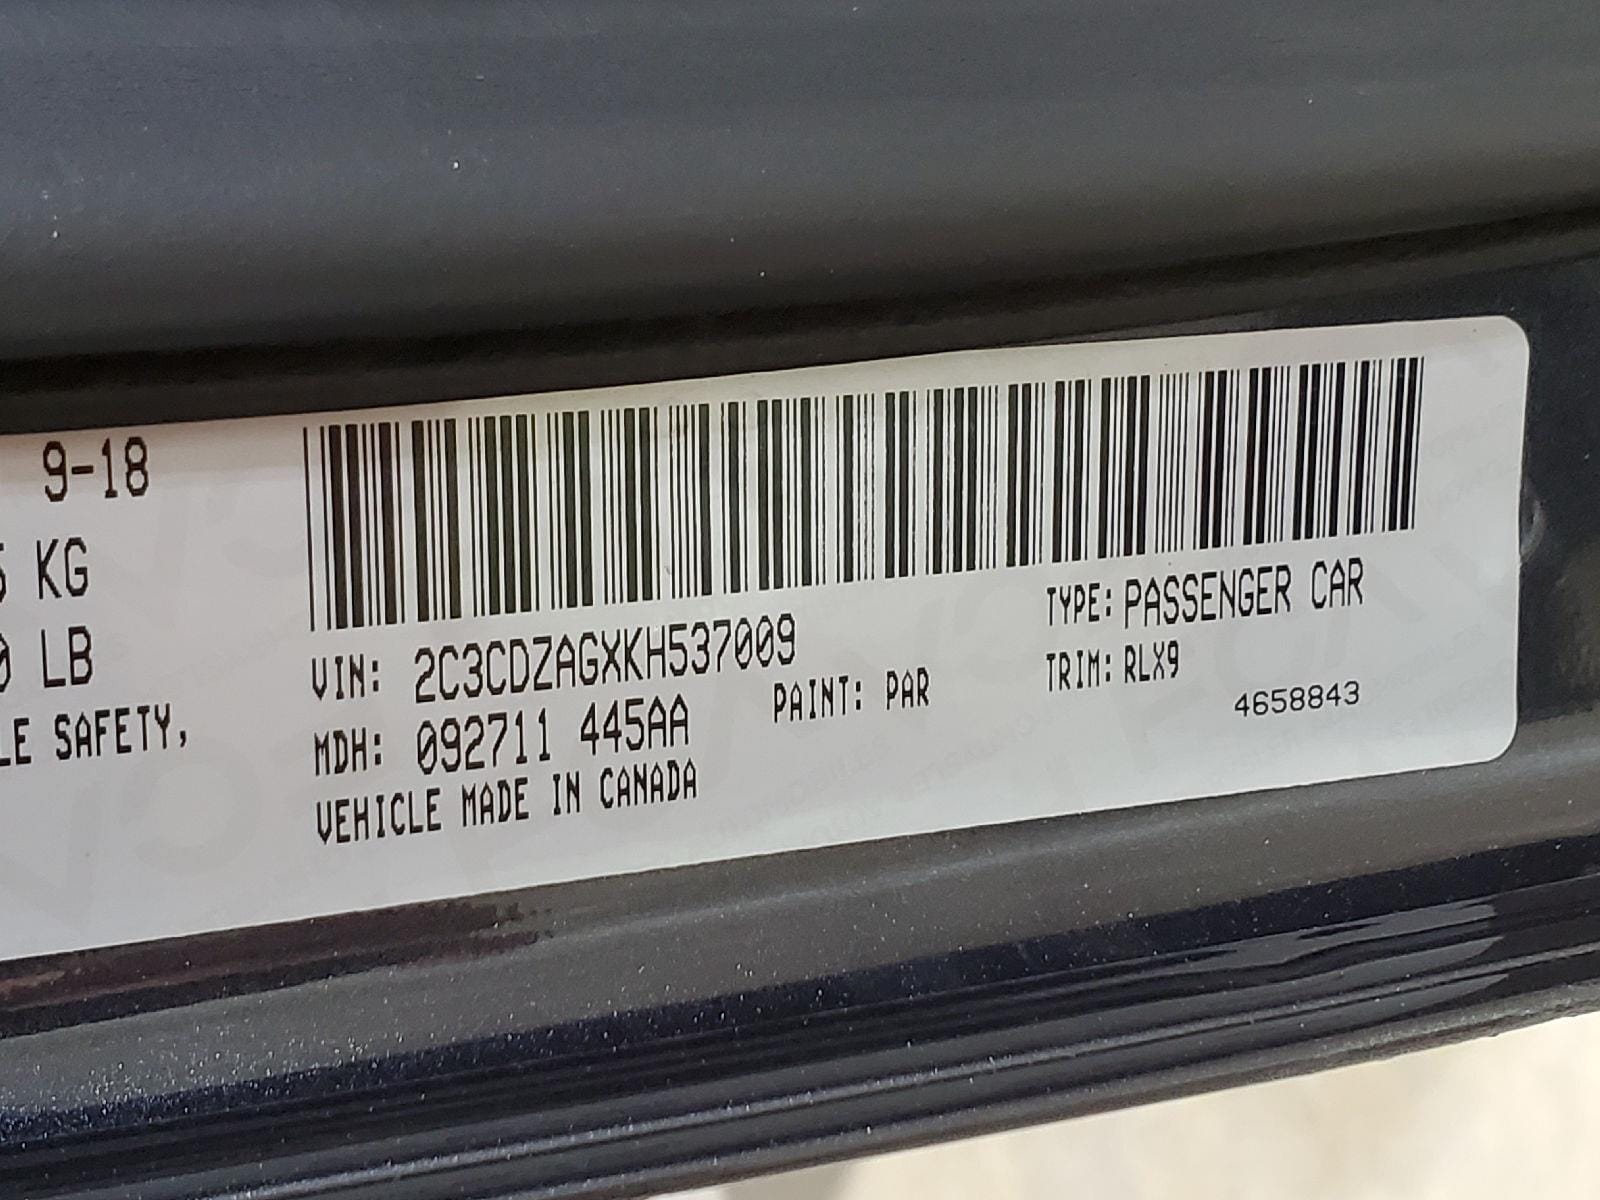 9-18
KG
LB
SAFETY,
VIN: 2C3CDZAGXKH537009
MDH: 092711 445AA
VEHICLE MADE IN CANADA
PAINT: PAR
TYPE: PASSENGER CAR
TRIM: RLX9
4658843